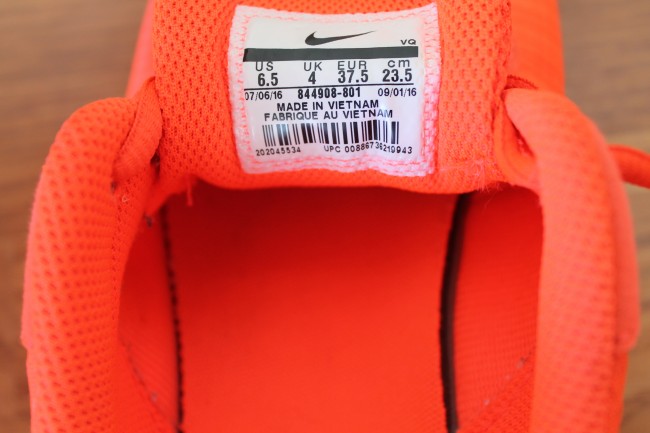 VQ
US UK EUR cm
6.5 4 37.5 23.5
07/06/16 844908-801 09/01/16
MADE IN VIETNAM
FABRIQUE AU VIETNAM
202045534 UPC 00886736219943